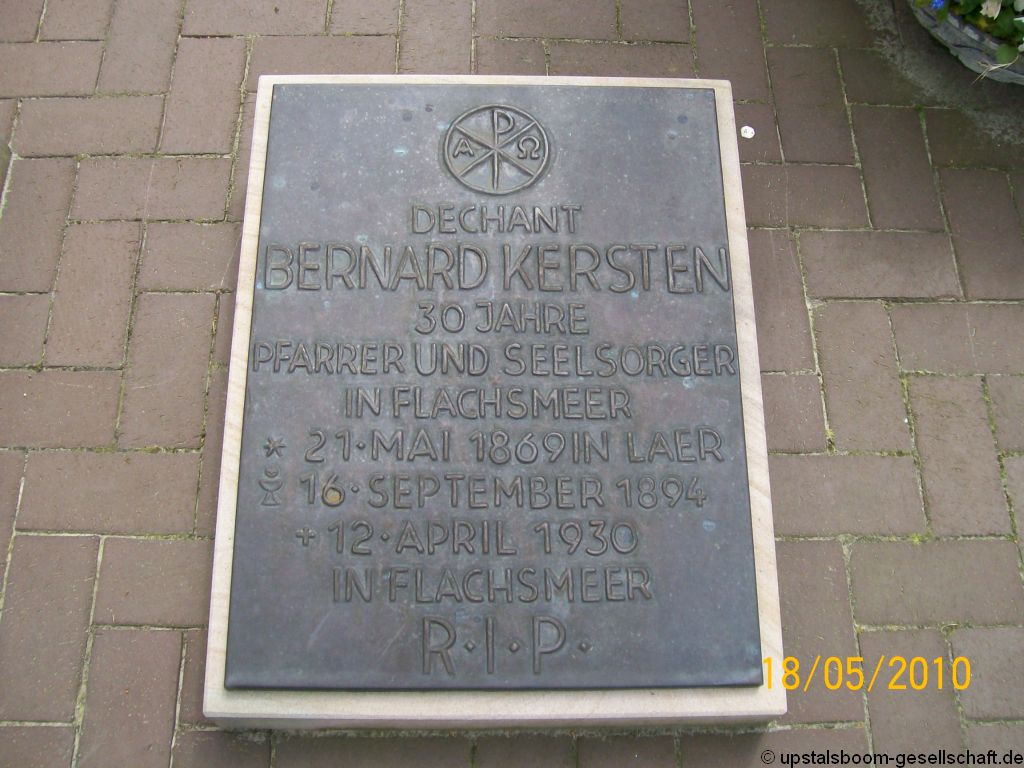 A P Ω
DECHANT
BERNARD KERSTEN
30 JAHRE
PFARRER UND SEELSORGER
IN FLACHSMEER
* 21·MAI 1869 IN LAER
16·SEPTEMBER 1894
+ 12·APRIL 1930
IN FLACHSMEER
R·I·P·
18/05/2010
© upstalsboom-gesellschaft.de